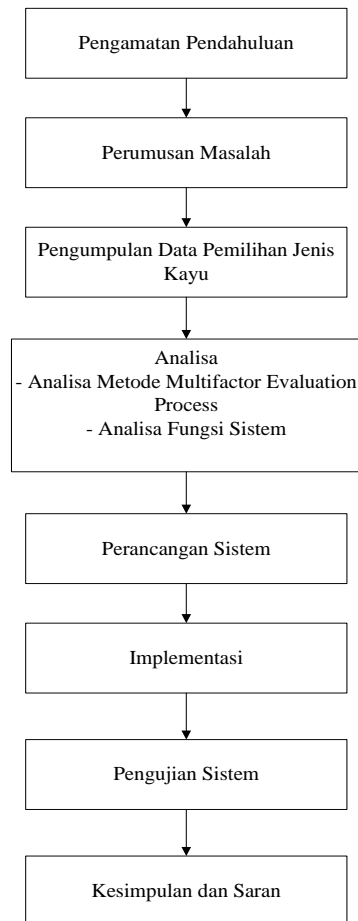 Pengamatan Pendahuluan
Perumusan Masalah
Pengumpulan Data Pemilihan Jenis
Kayu
Analisa
- Analisa Metode Multifactor Evaluation
Process
- Analisa Fungsi Sistem
Perancangan Sistem
Implementasi
Pengujian Sistem
Kesimpulan dan Saran